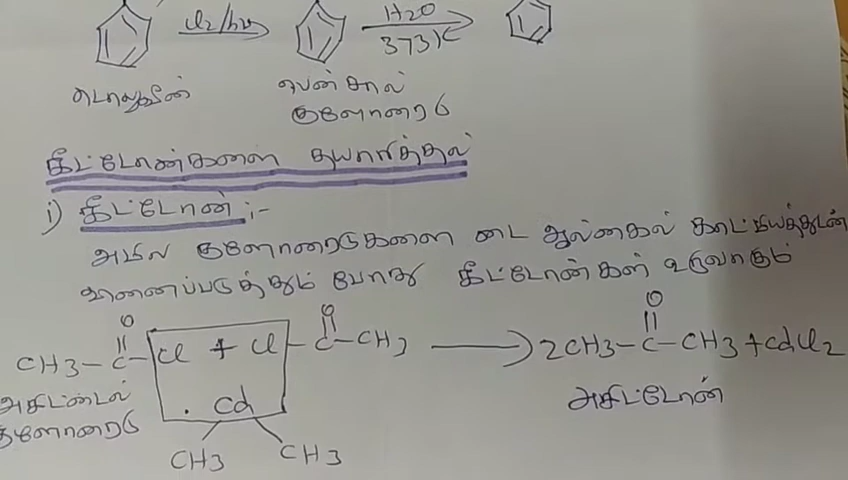 Cl2/hν
H2O
373K
டொலுயீன்
பென்சால்
குளோரைடு
கீட்டோன்களை தயாரித்தல்
i) கீட்டோன் :-
அமில குளோரைடுகளை டை ஆல்கைல் காட்மியத்துடன்
வினைப்படுத்தும் போது கீட்டோன்கள் உருவாகும்
O O O
CH3-C-Cl + Cl-C-CH3 → 2CH3-C-CH3 + CdCl2
அசிட்டைல்
குளோரைடு
அசிட்டோன்
. Cd
CH3 CH3